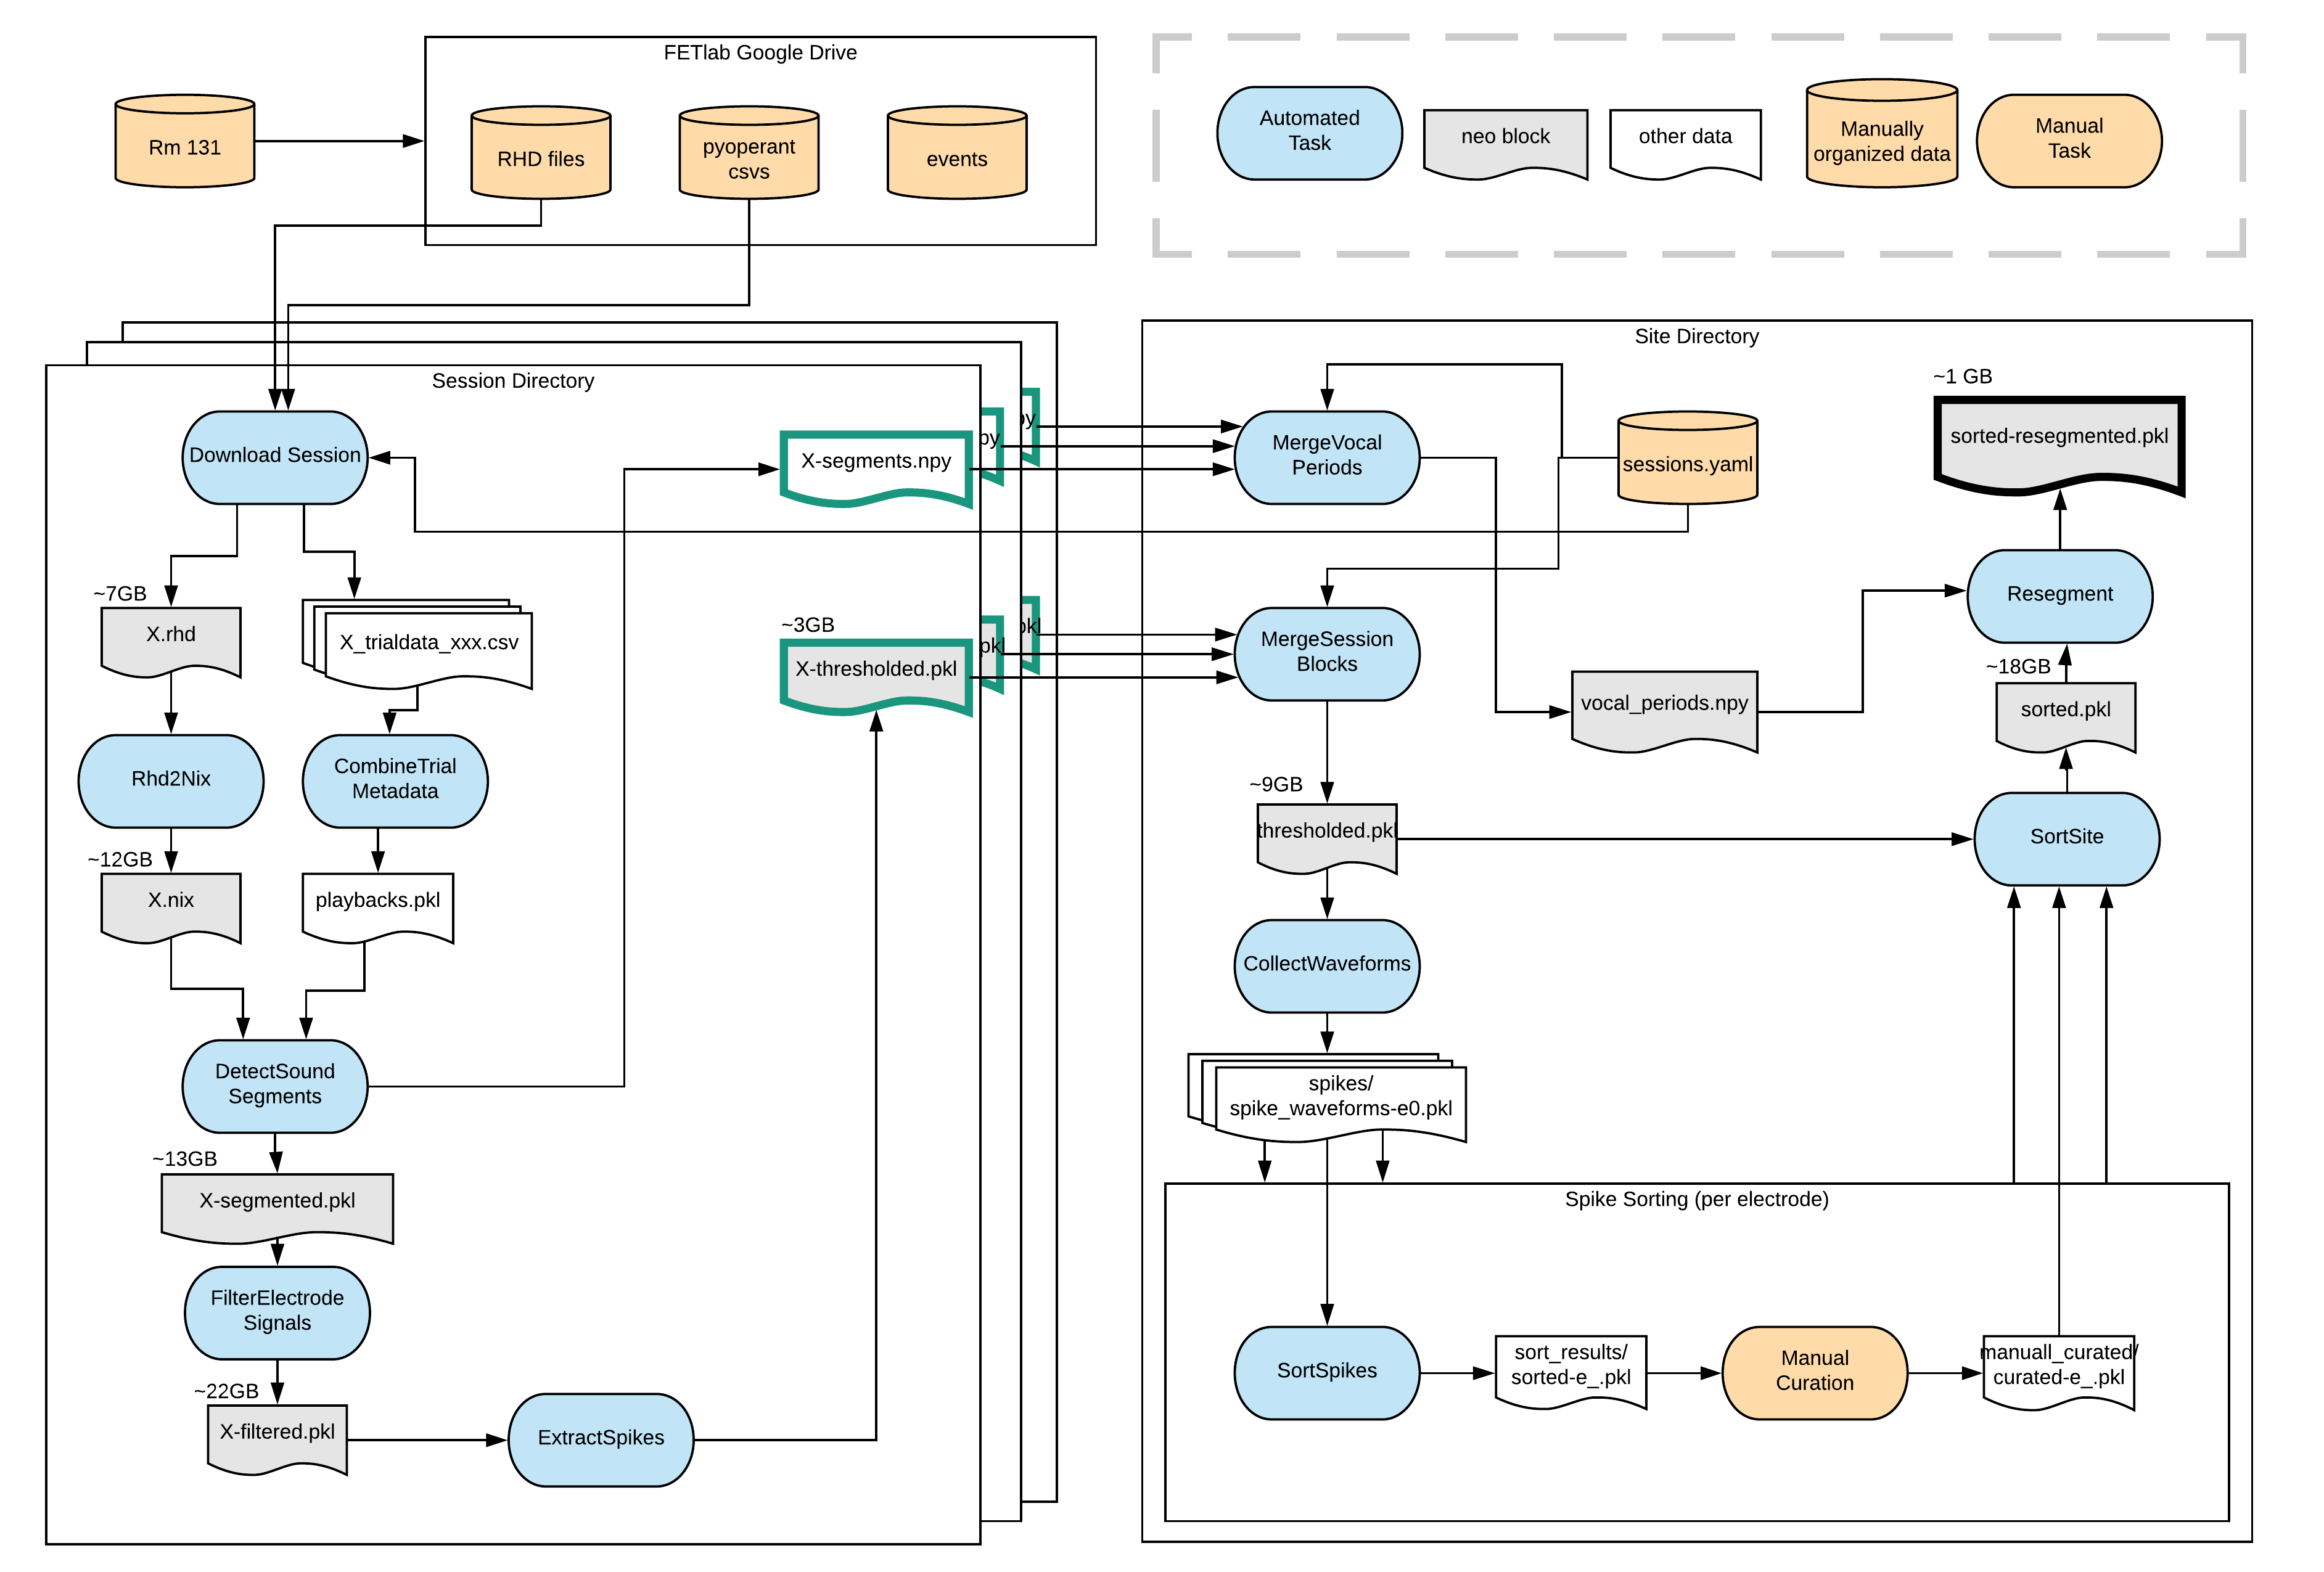 FETlab Google Drive
Rm 131
RHD files
pyoperant
csvs
events
Automated
Task
neo block
other data
Manually
organized data
Manual
Task
Session Directory
Download Session
~7GB
X.rhd
X_trialdata_xxx.csv
Rhd2Nix
CombineTrial
Metadata
~12GB
X.nix
playbacks.pkl
DetectSound
Segments
~13GB
X-segmented.pkl
FilterElectrode
Signals
~22GB
X-filtered.pkl
ExtractSpikes
X-segments.npy
py
py
~3GB
X-thresholded.pkl
pkl
pkl
Site Directory
MergeVocal
Periods
sessions.yaml
~1 GB
sorted-resegmented.pkl
Resegment
MergeSession
Blocks
vocal_periods.npy
~18GB
sorted.pkl
~9GB
thresholded.pkl
SortSite
CollectWaveforms
spikes/
spike_waveforms-e0.pkl
Spike Sorting (per electrode)
SortSpikes
sort_results/
sorted-e_.pkl
Manual
Curation
manuall_curated/
curated-e_.pkl